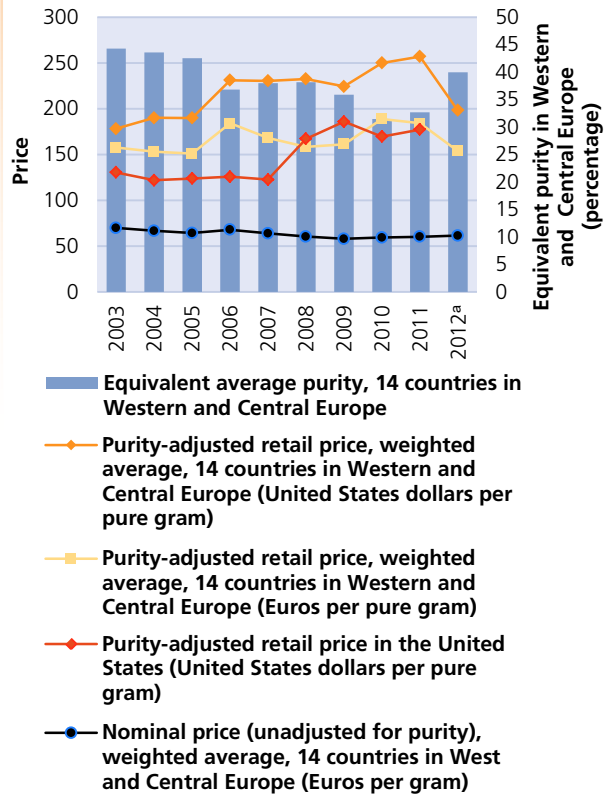 300
250
200
150
100
50
0
Price
50
45
40
35
30
25
20
15
10
5
0
Equivalent purity in Western
and Central Europe
(percentage)
2003
2004
2005
2006
2007
2008
2009
2010
2011
2012ª
Equivalent average purity, 14 countries in
Western and Central Europe
Purity-adjusted retail price, weighted
average, 14 countries in Western and
Central Europe (United States dollars per
pure gram)
Purity-adjusted retail price, weighted
average, 14 countries in Western and
Central Europe (Euros per pure gram)
Purity-adjusted retail price in the United
States (United States dollars per pure
gram)
Nominal price (unadjusted for purity),
weighted average, 14 countries in West
and Central Europe (Euros per gram)